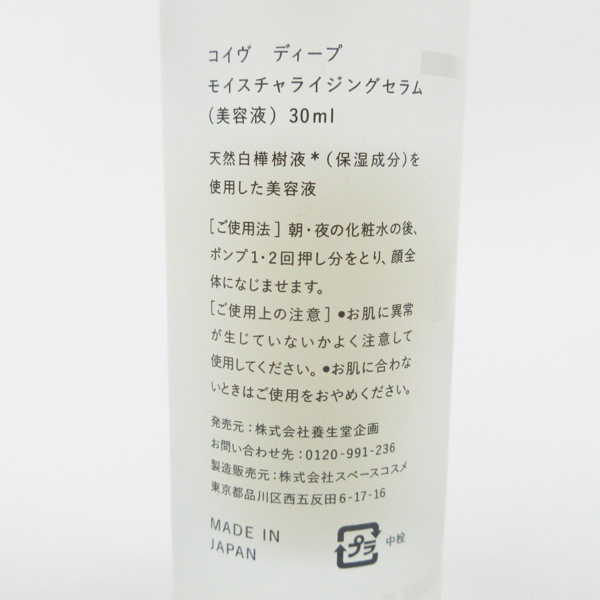 コイヴ　ディープ
モイスチャライジングセラム
(美容液) 30ml
天然白樺樹液＊(保湿成分)を
使用した美容液
[ご使用法] 朝・夜の化粧水の後、
ポンプ1・2回押し分をとり、顔全
体になじませます。
[ご使用上の注意] ●お肌に異常
が生じていないかよく注意して
使用してください。●お肌に合わな
いときはご使用をおやめください。
発売元：株式会社養生堂企画
お問い合わせ先：0120-991-236
製造販売元：株式会社スペースコスメ
東京都品川区西五反田6-17-16
MADE IN
JAPAN
プラ 中栓